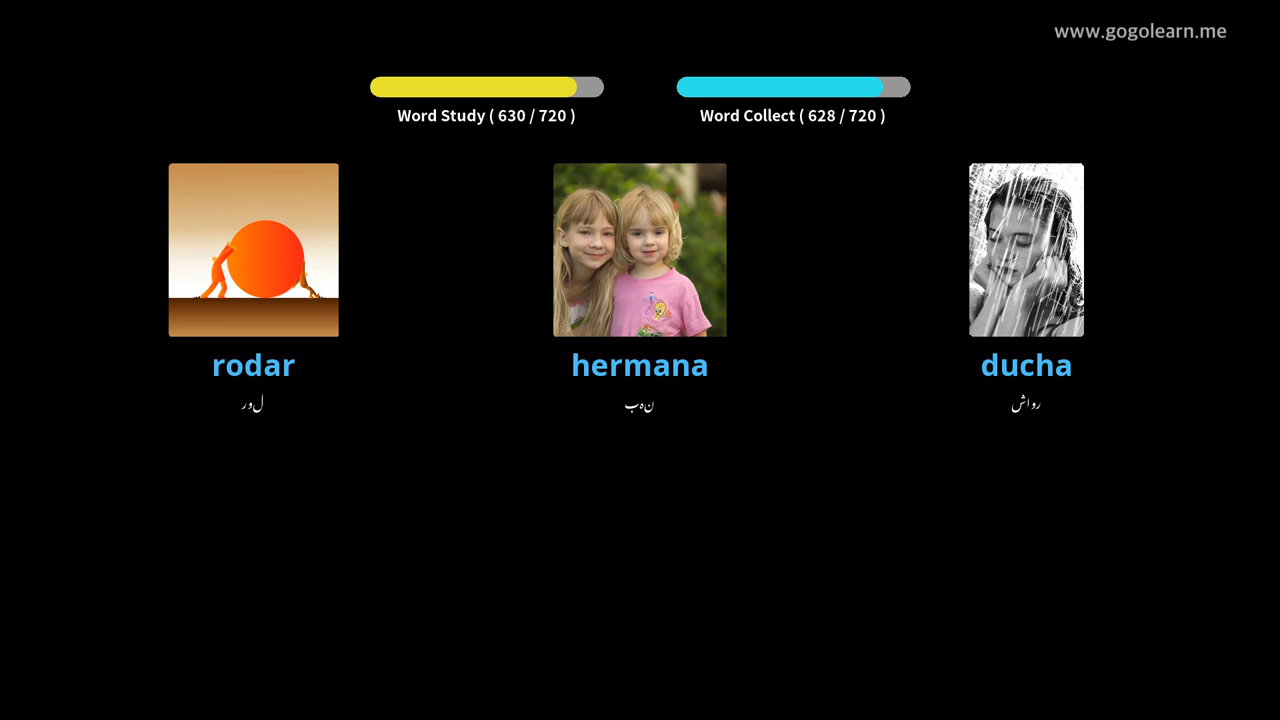 www.gogolearn.me
Word Study ( 630 / 720 )
Word Collect ( 628 / 720 )
rodar
hermana
ducha
لور
نہب
رواش